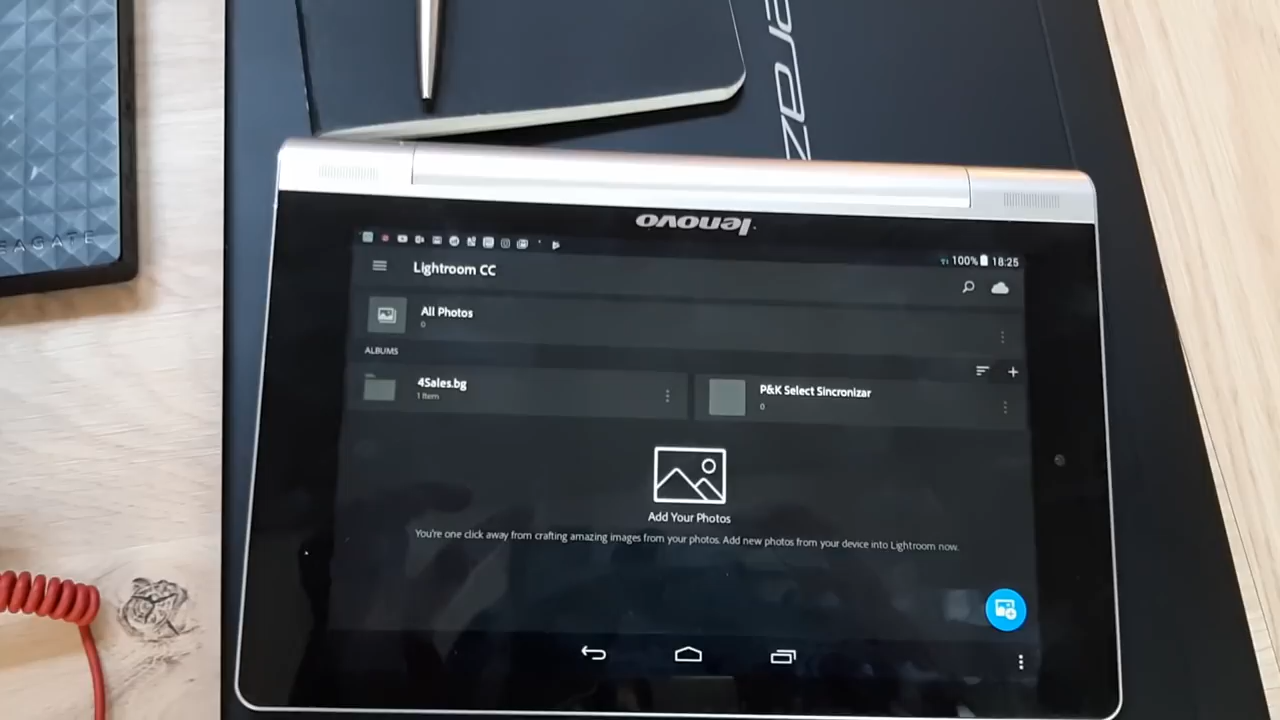 lenovo
100% 18:25
Lightroom CC
All Photos
0
ALBUMS
4Sales.bg
1 Item
P&K Select Sincronizar
0
Add Your Photos
You're one click away from crafting amazing images from your photos. Add new photos from your device into Lightroom now.